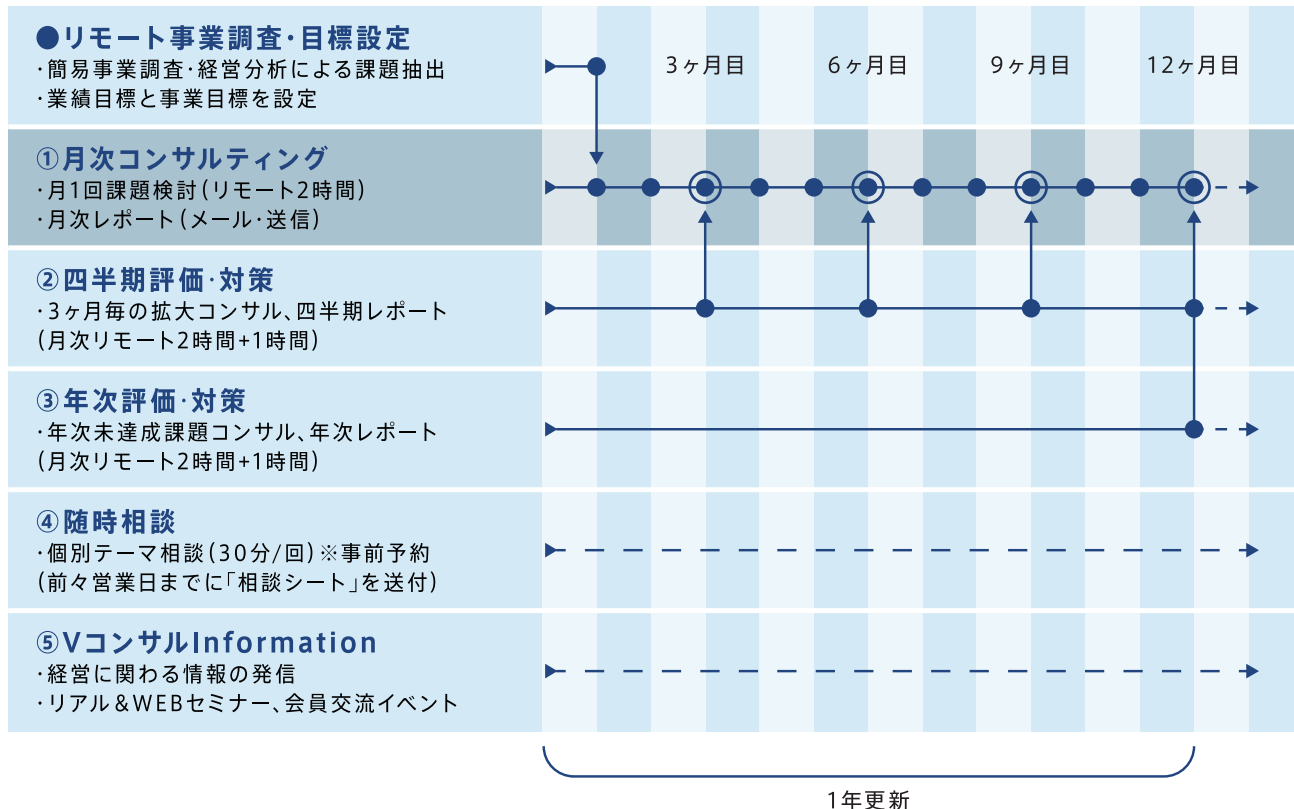 ●リモート事業調査・目標設定
・簡易事業調査・経営分析による課題抽出
・業績目標と事業目標を設定
3ヶ月目 6ヶ月目 9ヶ月目 12ヶ月目
①月次コンサルティング
・月1回課題検討(リモート2時間)
・月次レポート(メール・送信)
②四半期評価・対策
・3ヶ月毎の拡大コンサル、四半期レポート
(月次リモート2時間+1時間)
③年次評価・対策
・年次未達成課題コンサル、年次レポート
(月次リモート2時間+1時間)
④随時相談
・個別テーマ相談(30分/回)※事前予約
(前々営業日までに「相談シート」を送付)
⑤VコンサルInformation
・経営に関わる情報の発信
・リアル&WEBセミナー、会員交流イベント
1年更新